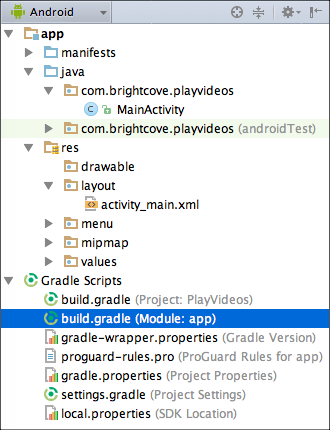 Android
app
manifests
java
com.brightcove.playvideos
MainActivity
com.brightcove.playvideos (androidTest)
res
drawable
layout
activity_main.xml
menu
mipmap
values
Gradle Scripts
build.gradle (Project: PlayVideos)
build.gradle (Module: app)
gradle-wrapper.properties (Gradle Version)
proguard-rules.pro (ProGuard Rules for app)
gradle.properties (Project Properties)
settings.gradle (Project Settings)
local.properties (SDK Location)